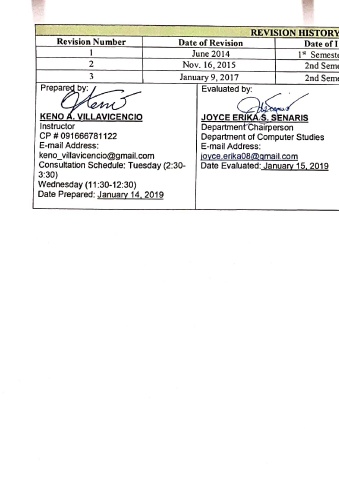 REVISION HISTORY
Revision Number Date of Revision Date of I
1 June 2014 1st Semeste
2 Nov. 16, 2015 2nd Seme
3 January 9, 2017 2nd Seme
Prepared by:
KENO A. VILLAVICENCIO
Instructor
CP # 091666781122
E-mail Address:
keno_villavicencio@gmail.com
Consultation Schedule: Tuesday (2:30-
3:30)
Wednesday (11:30-12:30)
Date Prepared: January 14, 2019
Evaluated by:
JOYCE ERIKA S. SENARIS
Department Chairperson
Department of Computer Studies
E-mail Address:
joyce.erika08@gmail.com
Date Evaluated: January 15, 2019